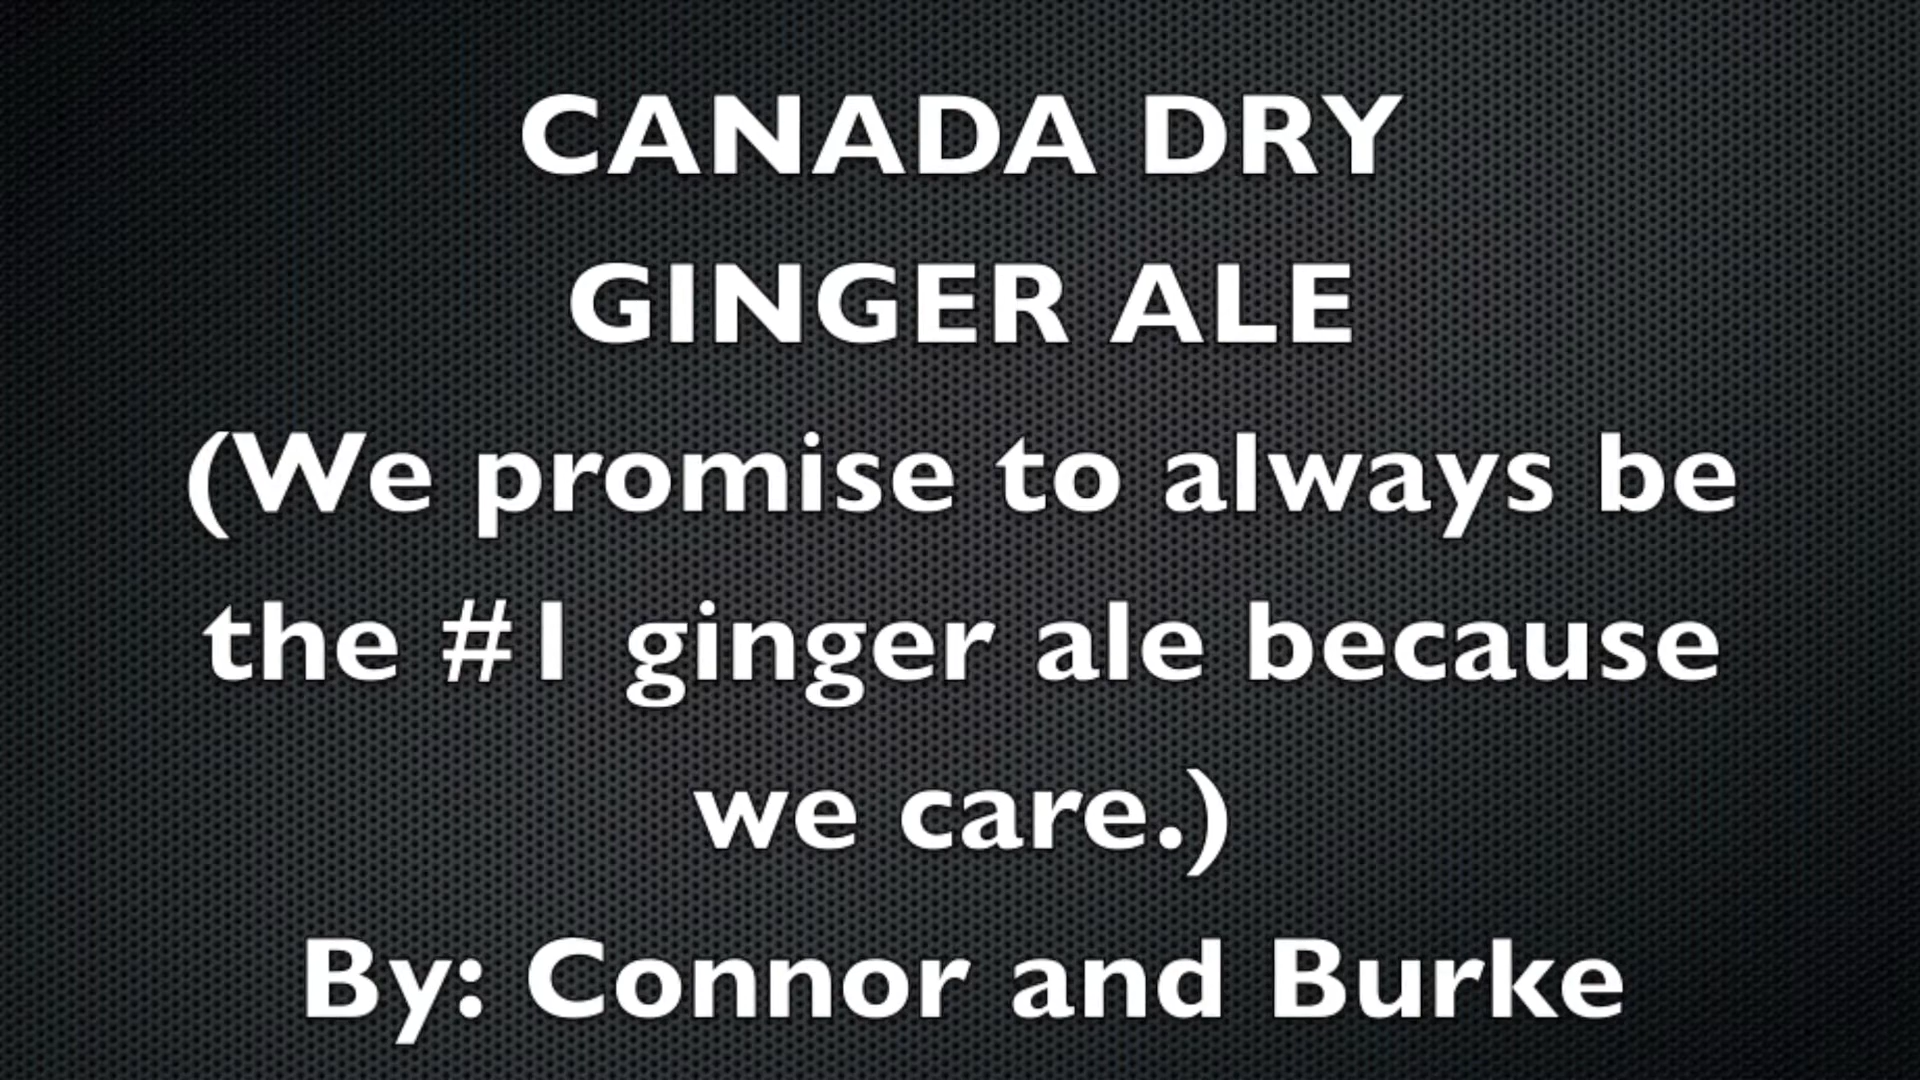 CANADA DRY
GINGER ALE
(We promise to always be
the #1 ginger ale because
we care.)
By: Connor and Burke